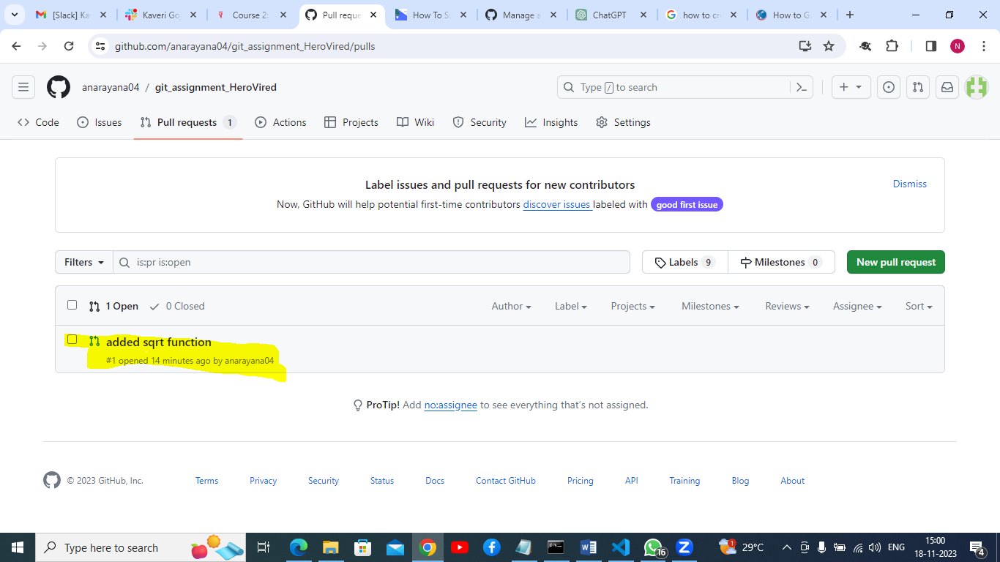 [Slack] Ka
Kaveri Go
Course 2:
Pull reque
How To S
Manage a
ChatGPT
how to cr
How to G
github.com/anarayana04/git_assignment_HeroVired/pulls
N
anarayana04 / git_assignment_HeroVired
Type / to search
Code
Issues
Pull requests 1
Actions
Projects
Wiki
Security
Insights
Settings
Label issues and pull requests for new contributors
Dismiss
Now, GitHub will help potential first-time contributors discover issues labeled with good first issue
Filters
is:pr is:open
Labels 9
Milestones 0
New pull request
1 Open
0 Closed
Author
Label
Projects
Milestones
Reviews
Assignee
Sort
added sqrt function
#1 opened 14 minutes ago by anarayana04
ProTip! Add no:assignee to see everything that's not assigned.
© 2023 GitHub, Inc.
Terms
Privacy
Security
Status
Docs
Contact GitHub
Pricing
API
Training
Blog
About
Type here to search
16
1
29°C
ENG
15:00
18-11-2023
4